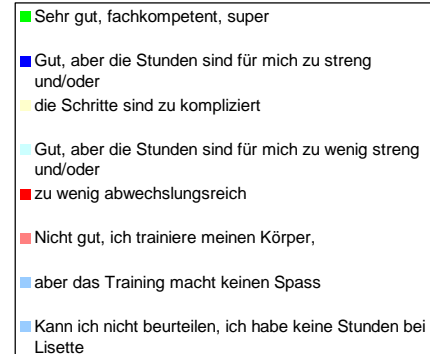 Sehr gut, fachkompetent, super
Gut, aber die Stunden sind für mich zu streng
und/oder
die Schritte sind zu kompliziert
Gut, aber die Stunden sind für mich zu wenig streng
und/oder
zu wenig abwechslungsreich
Nicht gut, ich trainiere meinen Körper,
aber das Training macht keinen Spass
Kann ich nicht beurteilen, ich habe keine Stunden bei
Lisette